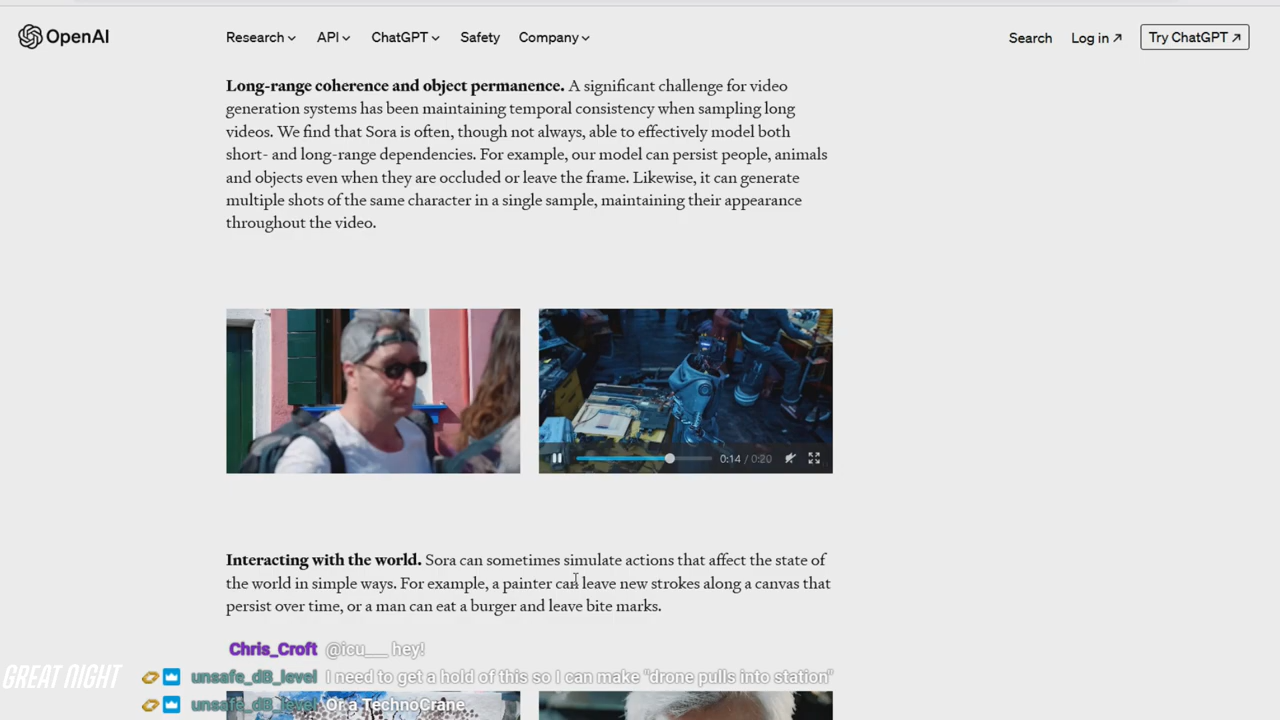 OpenAI
Research API ChatGPT Safety Company
Search Log in ↗ Try ChatGPT ↗
Long-range coherence and object permanence. A significant challenge for video
generation systems has been maintaining temporal consistency when sampling long
videos. We find that Sora is often, though not always, able to effectively model both
short- and long-range dependencies. For example, our model can persist people, animals
and objects even when they are occluded or leave the frame. Likewise, it can generate
multiple shots of the same character in a single sample, maintaining their appearance
throughout the video.
0:14 / 0:20
Interacting with the world. Sora can sometimes simulate actions that affect the state of
the world in simple ways. For example, a painter can leave new strokes along a canvas that
persist over time, or a man can eat a burger and leave bite marks.
Chris_Croft @icu__ hey!
GREAT NIGHT
unsafe_dB_level I need to get a hold of this so I can make "drone pulls into station"
unsafe_dB_level Or a TechnoCrane